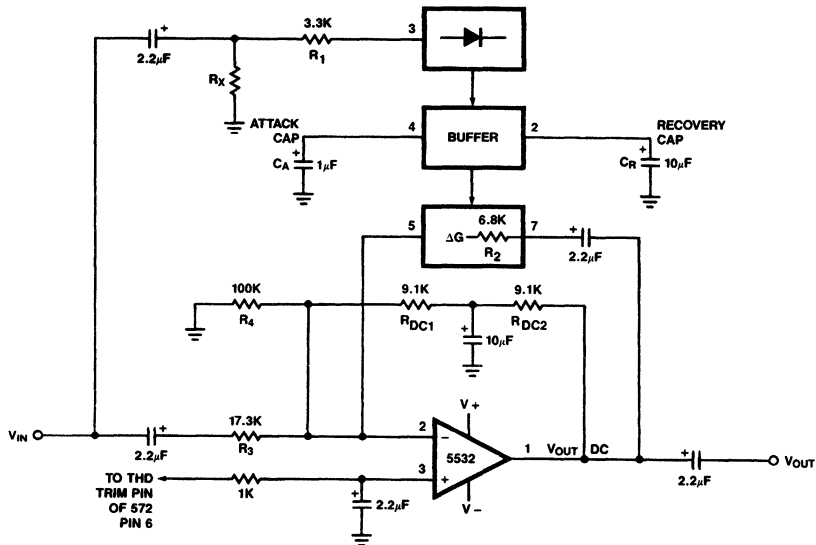 3.3K
3
2.2µF
+
R1
RX
ATTACK
CAP
4
BUFFER
2
RECOVERY
CAP
+
CA
1µF
+
CR
10µF
5
ΔG
6.8K
R2
7
+
2.2µF
100K
R4
9.1K
RDC1
9.1K
RDC2
+
10µF
V+
VIN
+
2.2µF
17.3K
R3
2
−
5532
1
VOUT DC
+
2.2µF
VOUT
3
+
TO THD
TRIM PIN
OF 572
PIN 6
1K
+
2.2µF
V−